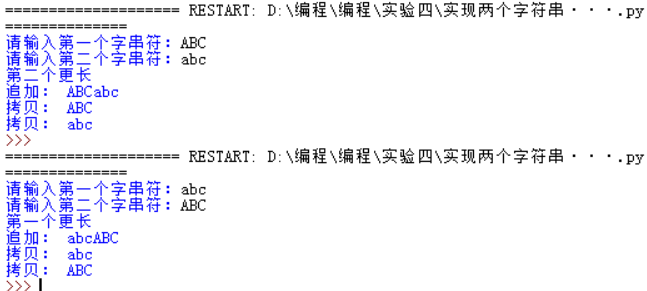 ==================== RESTART: D:\编程\编程\实验四\实现两个字符串···.py
==============
请输入第一个字串符：ABC
请输入第二个字串符：abc
第二个更长
追加： ABCabc
拷贝： ABC
拷贝： abc
>>>
==================== RESTART: D:\编程\编程\实验四\实现两个字符串···.py
==============
请输入第一个字串符：abc
请输入第二个字串符：ABC
第一个更长
追加： abcABC
拷贝： abc
拷贝： ABC
>>>